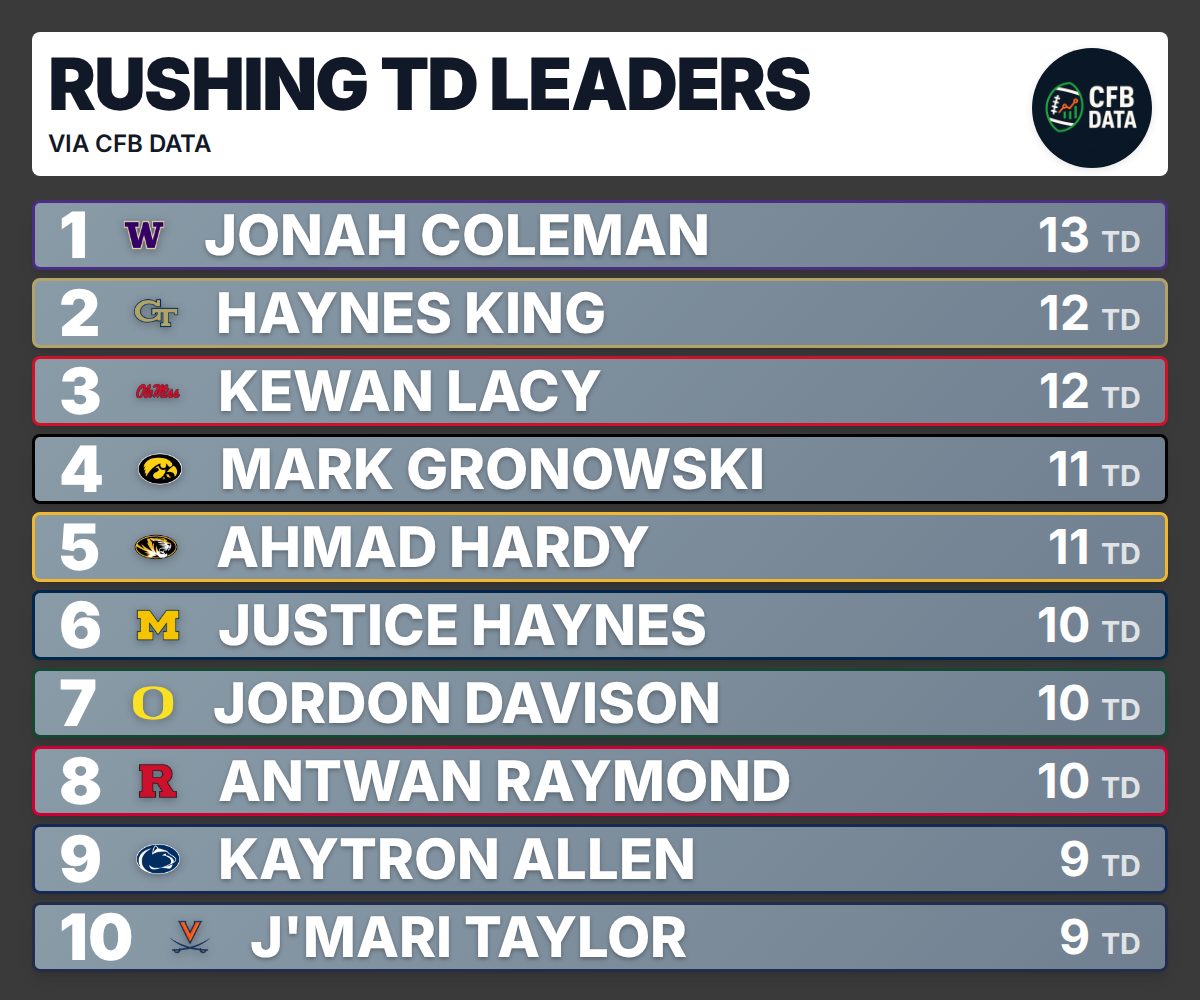 RUSHING TD LEADERS
VIA CFB DATA
CFB
DATA
1 W JONAH COLEMAN 13 TD
2 GT HAYNES KING 12 TD
3 Ole Miss KEWAN LACY 12 TD
4 MARK GRONOWSKI 11 TD
5 AHMAD HARDY 11 TD
6 M JUSTICE HAYNES 10 TD
7 O JORDON DAVISON 10 TD
8 R ANTWAN RAYMOND 10 TD
9 KAYTRON ALLEN 9 TD
10 V J'MARI TAYLOR 9 TD